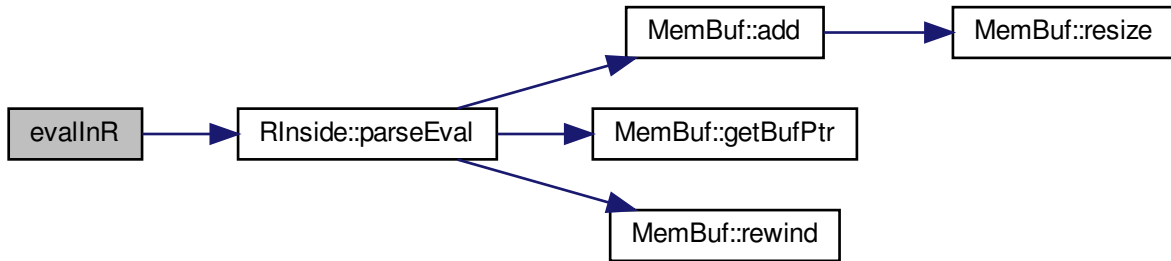 MemBuf::add
MemBuf::resize
evalInR
RInside::parseEval
MemBuf::getBufPtr
MemBuf::rewind